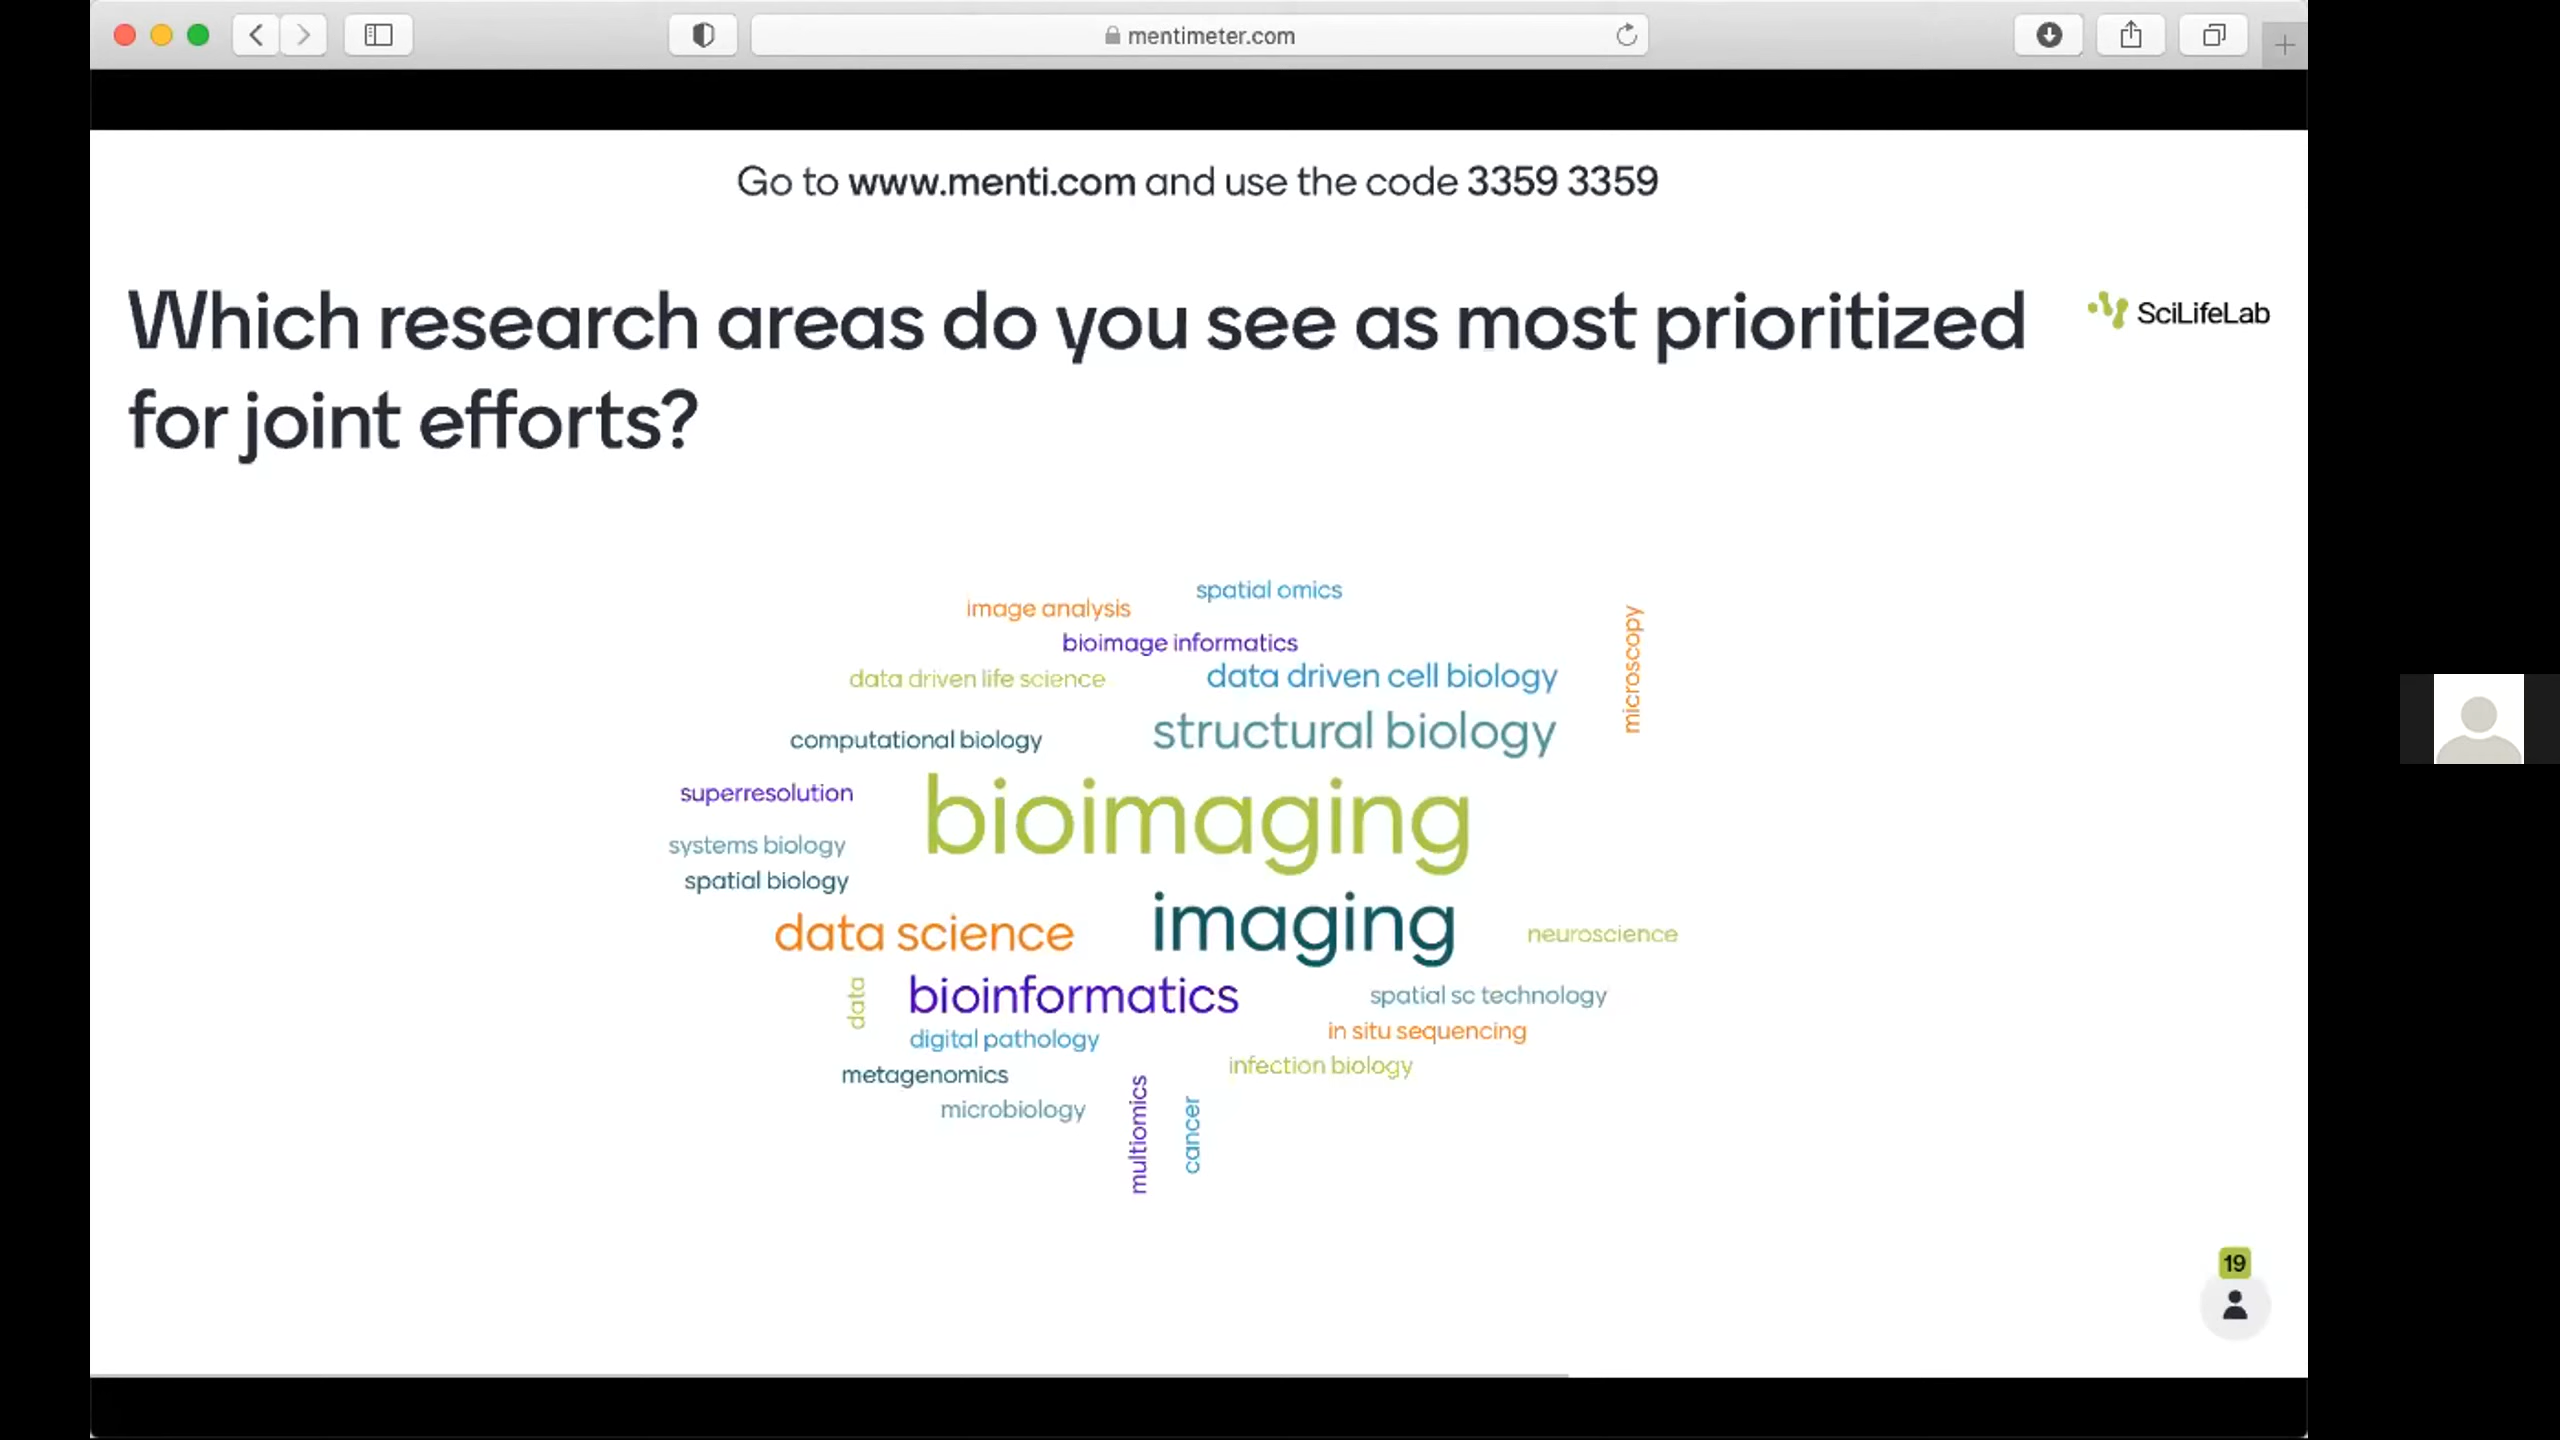 mentimeter.com
Go to www.menti.com and use the code 3359 3359
Which research areas do you see as most prioritized
for joint efforts?
SciLifeLab
spatial omics
image analysis
bioimage informatics
microscopy
data driven life science
data driven cell biology
structural biology
computational biology
superresolution
bioimaging
systems biology
spatial biology
data science
imaging
neuroscience
data
bioinformatics
spatial sc technology
digital pathology
in situ sequencing
metagenomics
infection biology
microbiology
multiomics
cancer
19